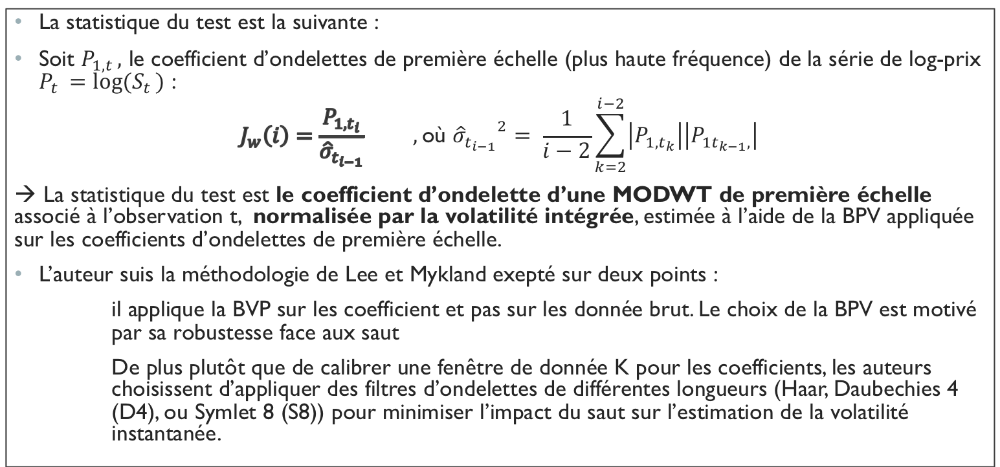 • La statistique du test est la suivante :
• Soit P_{1,t} , le coefficient d’ondelettes de première échelle (plus haute fréquence) de la série de log-prix
P_t = log(S_t ) :
J_w(i) = \frac{P_{1,t_i}}{\hat{σ}_{t_{i-1}}} , où \hat{σ}_{t_{i-1}}^2 = \frac{1}{i-2} \sum_{k=2}^{i-2} |P_{1,t_k}||P_{1t_{k-1},}|
→ La statistique du test est le coefficient d’ondelette d’une MODWT de première échelle
associé à l’observation t, normalisée par la volatilité intégrée, estimée à l’aide de la BPV appliquée
sur les coefficients d’ondelettes de première échelle.
• L’auteur suis la méthodologie de Lee et Mykland exepté sur deux points :
il applique la BVP sur les coefficient et pas sur les donnée brut. Le choix de la BPV est motivé
par sa robustesse face aux saut
De plus plutôt que de calibrer une fenêtre de donnée K pour les coefficients, les auteurs
choisissent d’appliquer des filtres d’ondelettes de différentes longueurs (Haar, Daubechies 4
(D4), ou Symlet 8 (S8)) pour minimiser l’impact du saut sur l’estimation de la volatilité
instantanée.